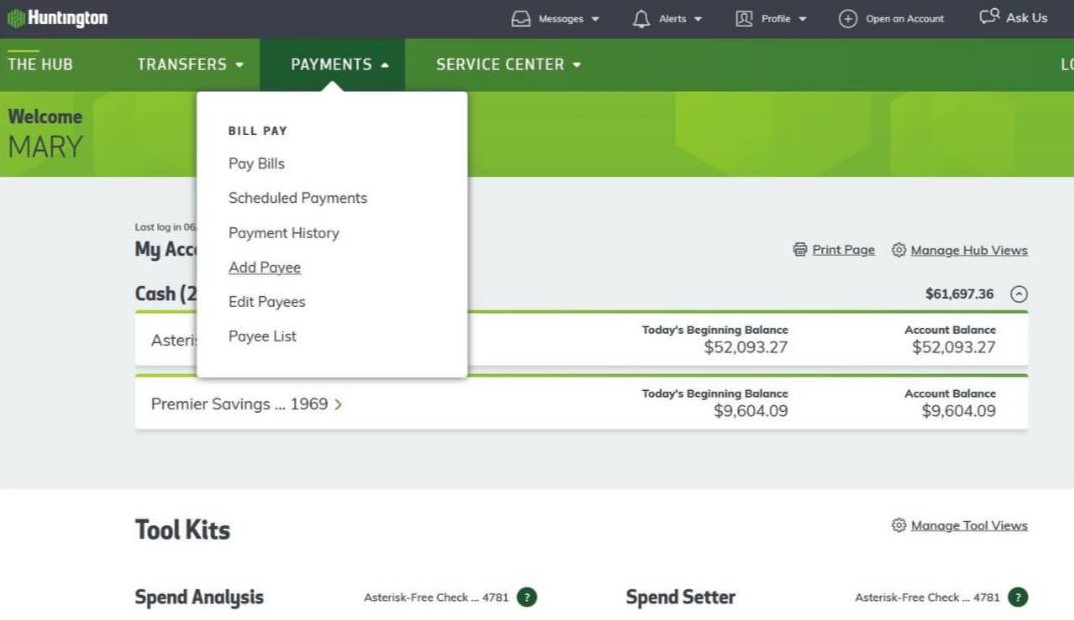 Huntington
Messages
Alerts
Profile
Open an Account
Ask Us
THE HUB
TRANSFERS
PAYMENTS
SERVICE CENTER
Welcome
MARY
BILL PAY
Pay Bills
Scheduled Payments
Payment History
Add Payee
Edit Payees
Payee List
Last log in 06
My Acc
Print Page
Manage Hub Views
Cash (2
$61,697.36
Asteri
Today's Beginning Balance
$52,093.27
Account Balance
$52,093.27
Premier Savings ... 1969 >
Today's Beginning Balance
$9,604.09
Account Balance
$9,604.09
Tool Kits
Manage Tool Views
Spend Analysis
Asterisk-Free Check ... 4781 ?
Spend Setter
Asterisk-Free Check ... 4781 ?